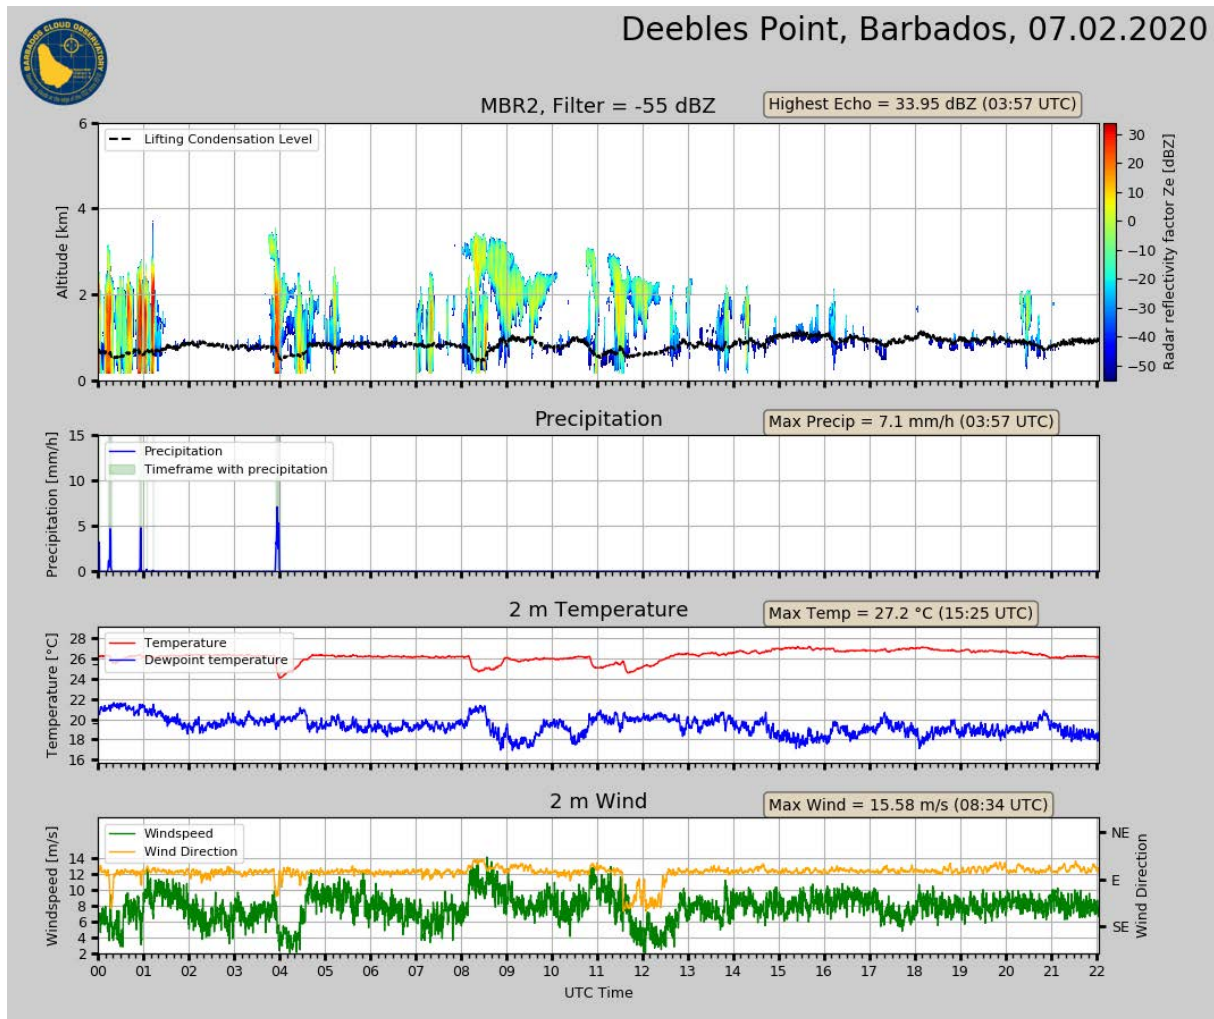 Deebles Point, Barbados, 07.02.2020
BARBADOS CLOUD OBSERVATORY
MBR2, Filter = -55 dBZ
Highest Echo = 33.95 dBZ (03:57 UTC)
Lifting Condensation Level
Altitude [km]
6
4
2
0
30
20
10
0
−10
−20
−30
−40
−50
Radar reflectivity factor Ze [dBZ]
Precipitation
Max Precip = 7.1 mm/h (03:57 UTC)
Precipitation
Timeframe with precipitation
Precipitation [mm/h]
15
10
5
0
2 m Temperature
Max Temp = 27.2 °C (15:25 UTC)
Temperature
Dewpoint temperature
Temperature [°C]
28
26
24
22
20
18
16
2 m Wind
Max Wind = 15.58 m/s (08:34 UTC)
Windspeed
Wind Direction
Windspeed [m/s]
14
12
10
8
6
4
2
NE
E
SE
Wind Direction
00 01 02 03 04 05 06 07 08 09 10 11 12 13 14 15 16 17 18 19 20 21 22
UTC Time